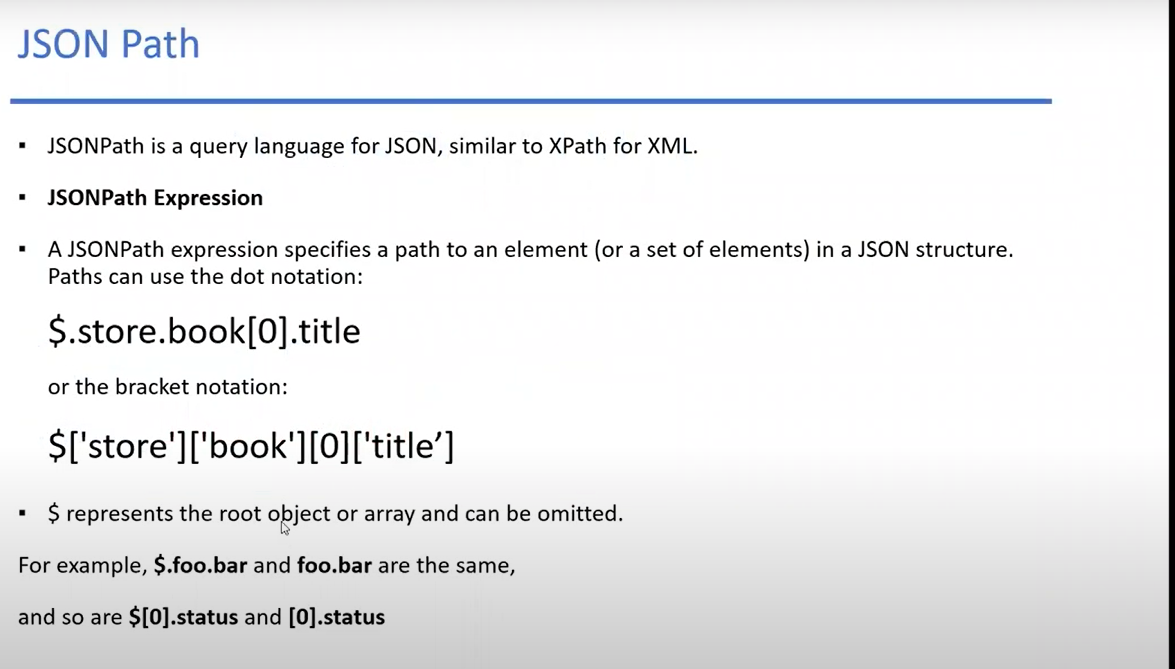 JSON Path
▪ JSONPath is a query language for JSON, similar to XPath for XML.
▪ JSONPath Expression
▪ A JSONPath expression specifies a path to an element (or a set of elements) in a JSON structure.
Paths can use the dot notation:
$.store.book[0].title
or the bracket notation:
$['store']['book'][0]['title’]
▪ $ represents the root object or array and can be omitted.
For example, $.foo.bar and foo.bar are the same,
and so are $[0].status and [0].status